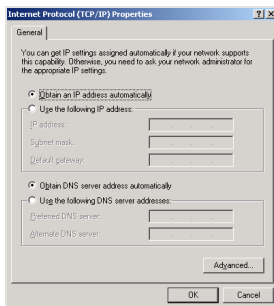 Internet Protocol (TCP/IP) Properties
General
You can get IP settings assigned automatically if your network supports
this capability. Otherwise, you need to ask your network administrator for
the appropriate IP settings.
Obtain an IP address automatically
Use the following IP address:
IP address:
Subnet mask:
Default gateway:
Obtain DNS server address automatically
Use the following DNS server addresses:
Preferred DNS server:
Alternate DNS server:
Advanced...
OK
Cancel